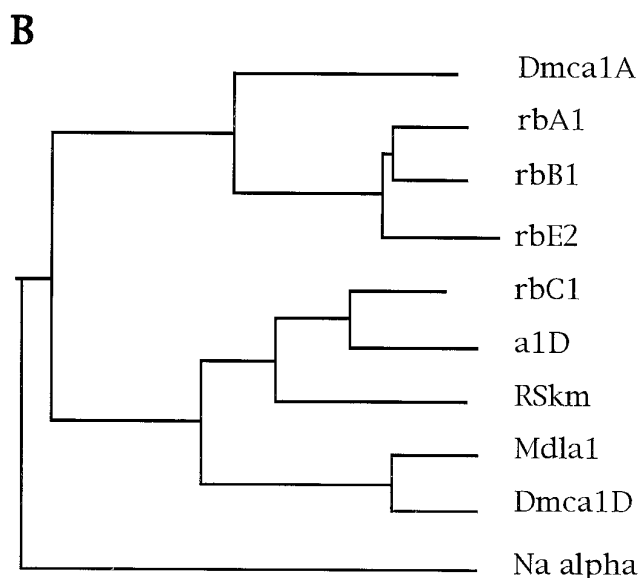 B
Dmca1A
rbA1
rbB1
rbE2
rbC1
a1D
RSkm
Mdla1
Dmca1D
Na alpha